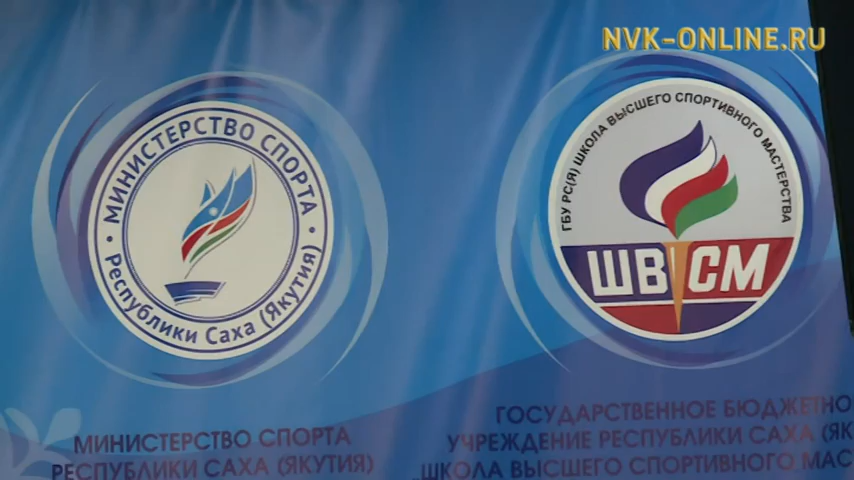 NVK-ONLINE.RU
МИНИСТЕРСТВО СПОРТА
Республики Саха (Якутия)
ГБУ РС(Я) ШКОЛА ВЫСШЕГО СПОРТИВНОГО МАСТЕРСТВА
ШВСМ
МИНИСТЕРСТВО СПОРТА
РЕСПУБЛИКИ САХА (ЯКУТИЯ)
ГОСУДАРСТВЕННОЕ БЮДЖЕТНО
УЧРЕЖДЕНИЕ РЕСПУБЛИКИ САХА (ЯК
„ШКОЛА ВЫСШЕГО СПОРТИВНОГО МАС